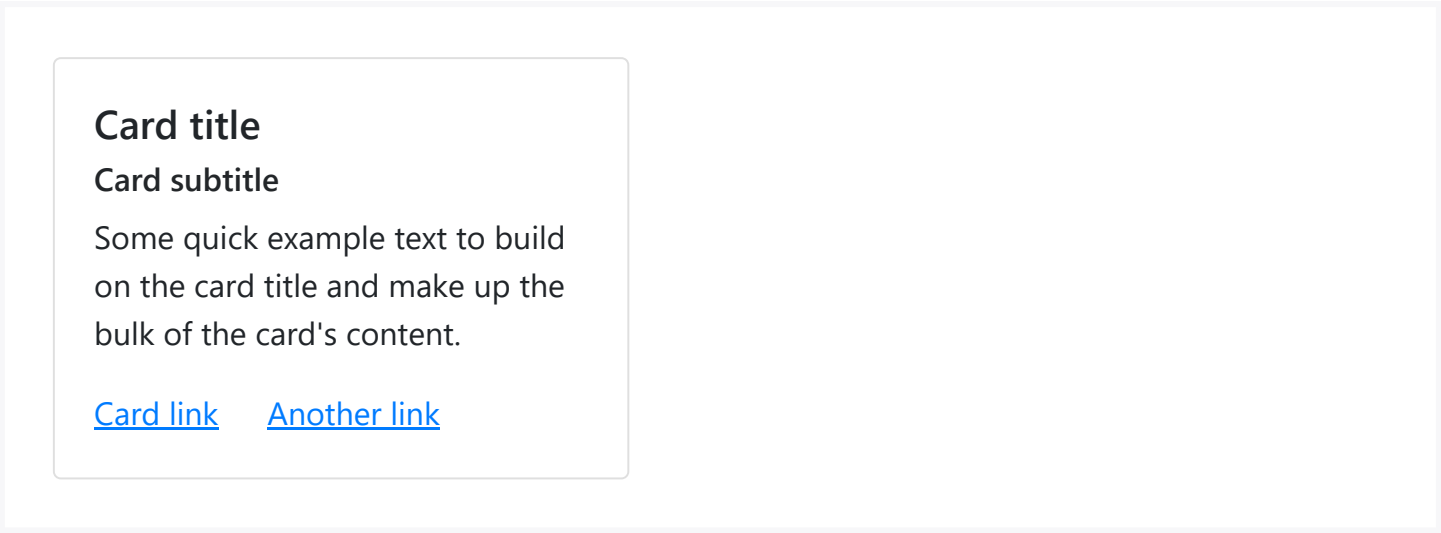 Card title
Card subtitle
Some quick example text to build
on the card title and make up the
bulk of the card's content.
Card link Another link